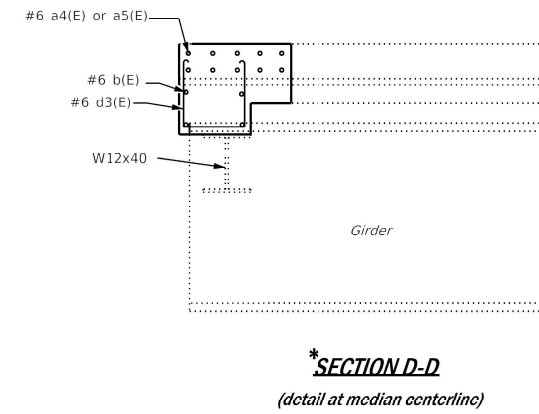 #6 a4(E) or a5(E)
#6 b(E)
#6 d3(E)
W12x40
Girder
*SECTION D-D
(detail at median centerline)